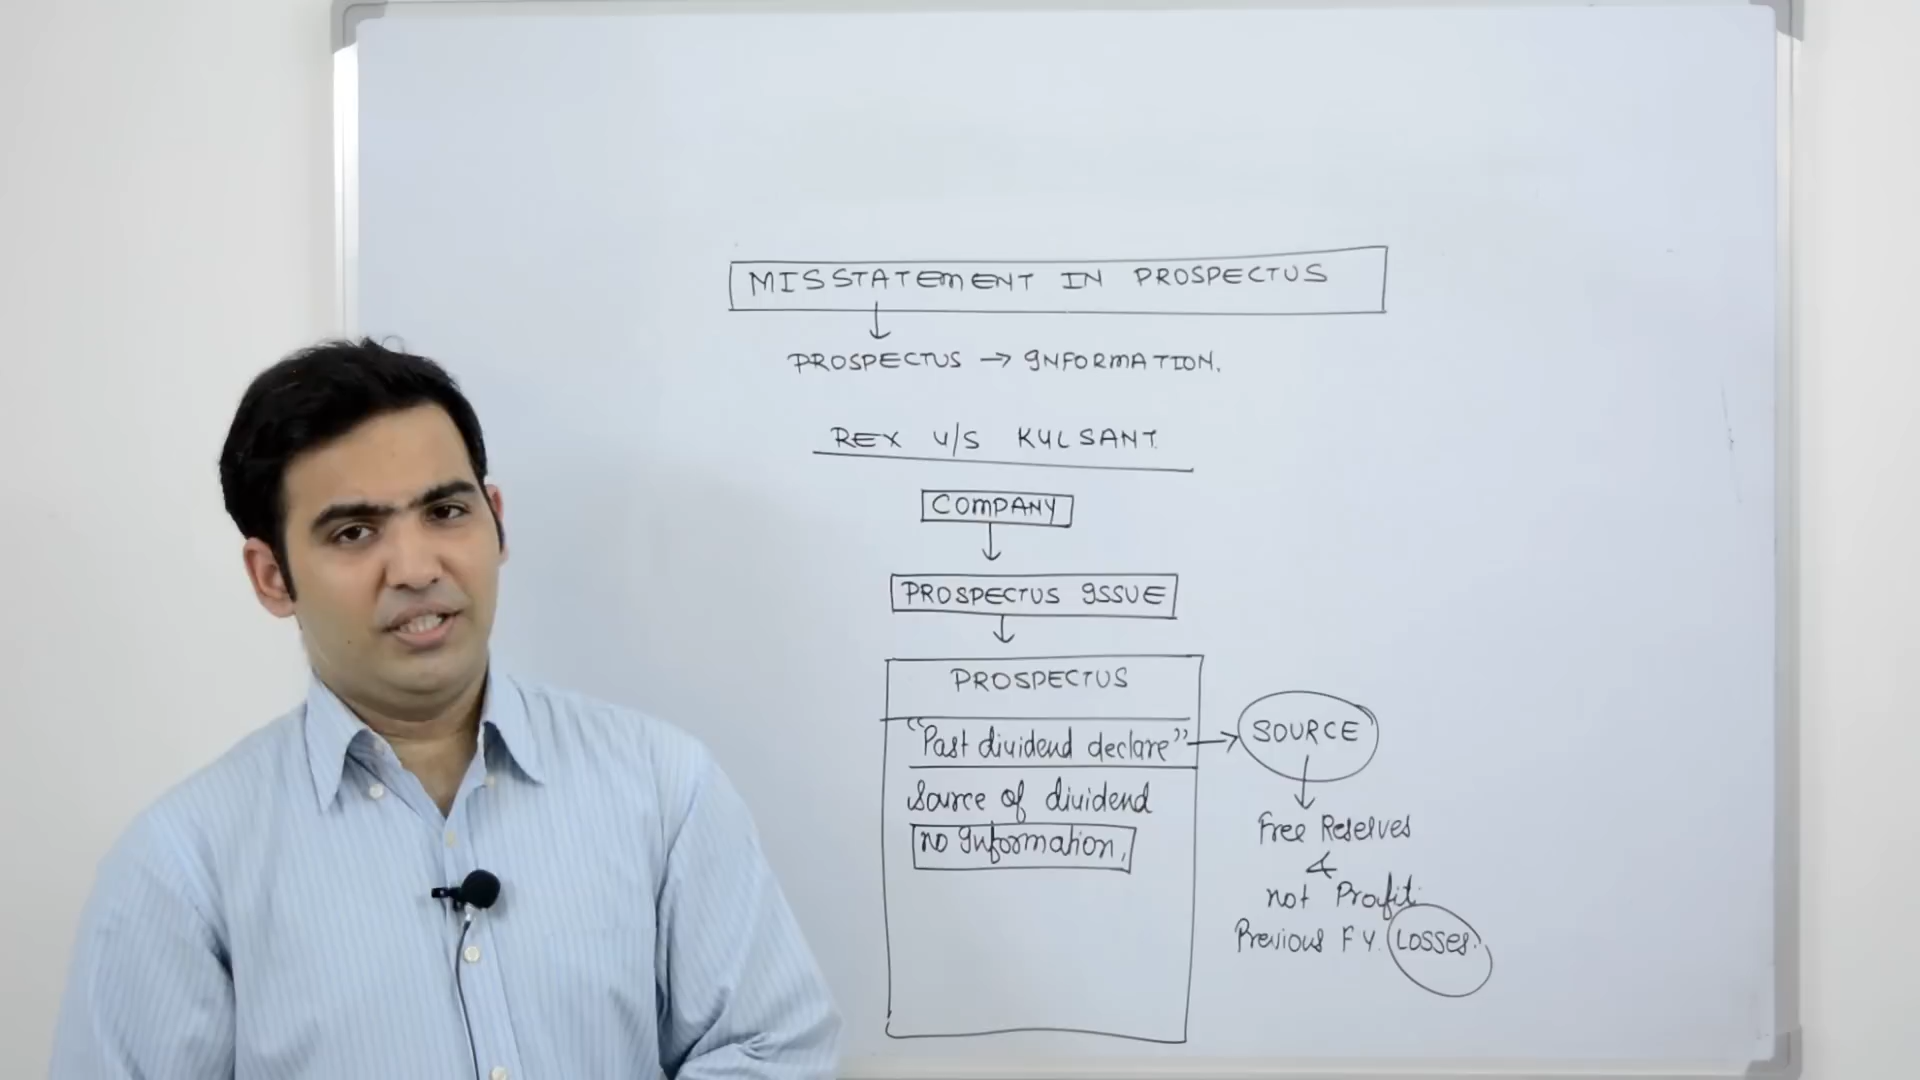 MISSTATEMENT IN PROSPECTUS
PROSPECTUS → INFORMATION.
REX V/S KYLSANT
COMPANY
PROSPECTUS ISSUE
PROSPECTUS
"Past dividend declare" → SOURCE
Source of dividend
no Information.
Free Reserves
&
not Profit.
Previous F.Y. LOSSES.